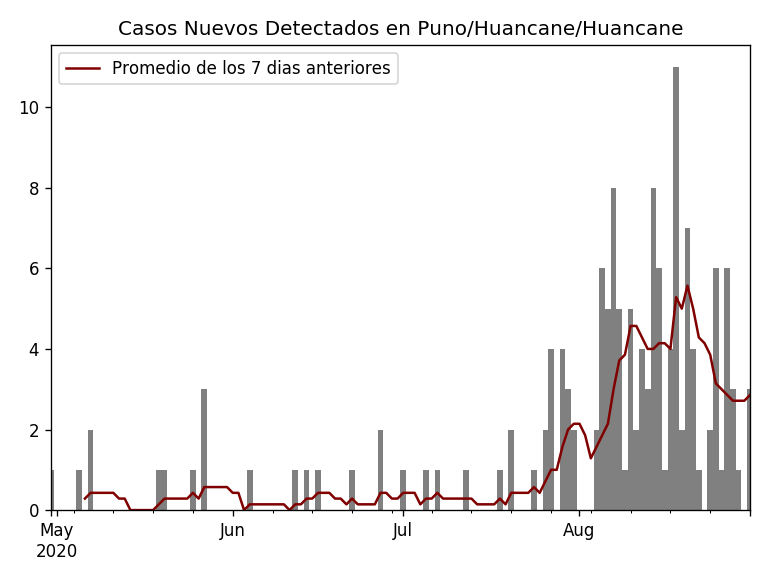 Casos Nuevos Detectados en Puno/Huancane/Huancane
Promedio de los 7 dias anteriores
10
8
6
4
2
0
May
2020
Jun
Jul
Aug